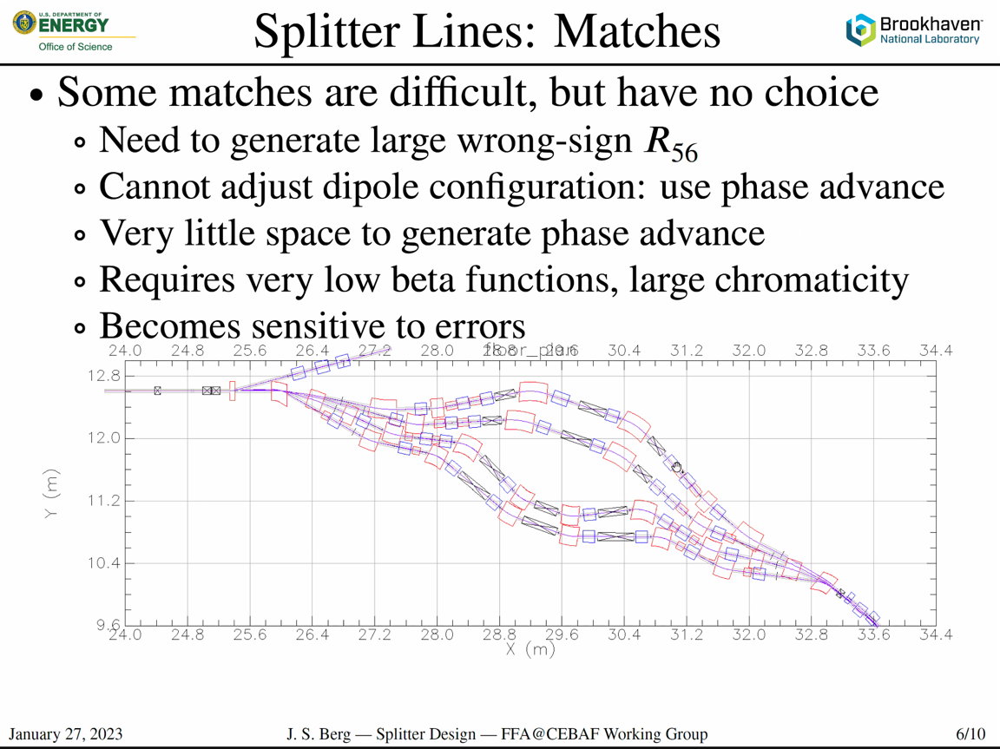 U.S. DEPARTMENT OF
ENERGY
Office of Science
Splitter Lines: Matches
Brookhaven™
National Laboratory
• Some matches are difficult, but have no choice
∘ Need to generate large wrong-sign R56
∘ Cannot adjust dipole configuration: use phase advance
∘ Very little space to generate phase advance
∘ Requires very low beta functions, large chromaticity
∘ Becomes sensitive to errors
floor_plan
24.0 24.8 25.6 26.4 27.2 28.0 28.8 29.6 30.4 31.2 32.0 32.8 33.6 34.4
12.8
12.0
11.2
10.4
9.6
Y (m)
24.0 24.8 25.6 26.4 27.2 28.0 28.8 29.6 30.4 31.2 32.0 32.8 33.6 34.4
X (m)
January 27, 2023
J. S. Berg — Splitter Design — FFA@CEBAF Working Group
6/10